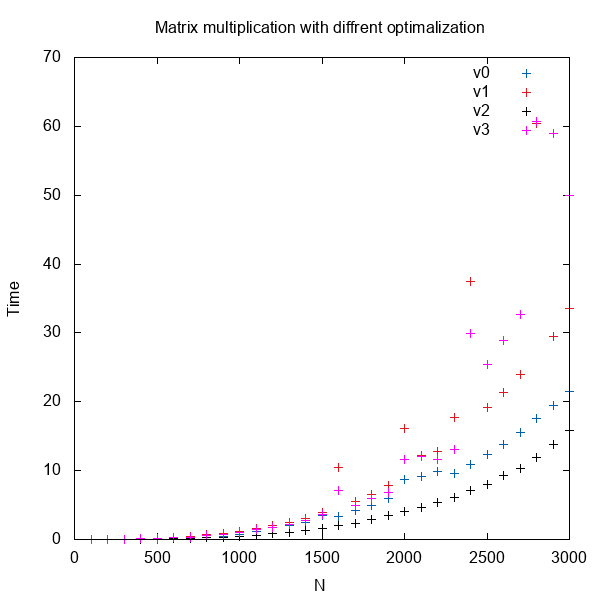 Matrix multiplication with diffrent optimalization
70
v0
v1
v2
v3
60
50
40
30
20
10
0
Time
0 500 1000 1500 2000 2500 3000
N